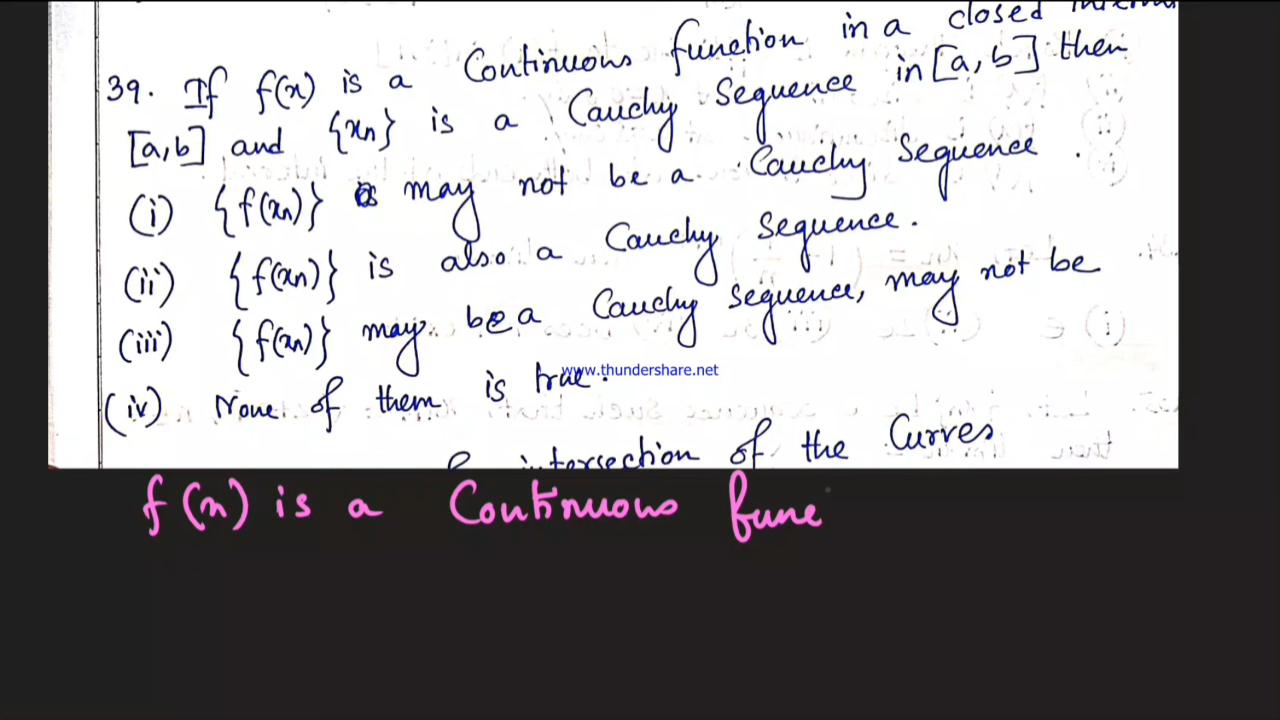 39. If f(x) is a Continuous function in a closed
[a,b] and {xn} is a Cauchy Sequence in [a,b] then
(i) {f(xn)} may not be a Cauchy Sequence.
(ii) {f(xn)} is also a Cauchy Sequence.
(iii) {f(xn)} may be a Cauchy Sequence, may not be
(iv) None of them is true.
www.thundershare.net
intersection of the Curves
f(x) is a Continuous func